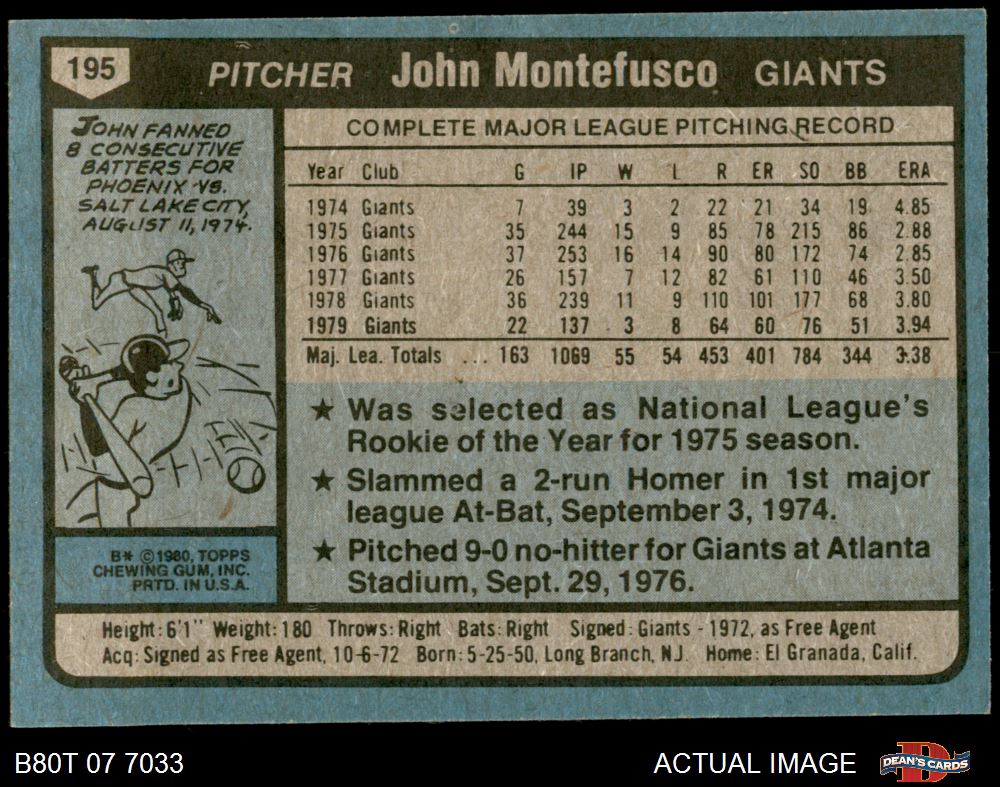 195 PITCHER John Montefusco GIANTS
JOHN FANNED
8 CONSECUTIVE
BATTERS FOR
PHOENIX VS.
SALT LAKE CITY,
AUGUST 11, 1974.
COMPLETE MAJOR LEAGUE PITCHING RECORD
Year Club G IP W L R ER SO BB ERA
1974 Giants 7 39 3 2 22 21 34 19 4.85
1975 Giants 35 244 15 9 85 78 215 86 2.88
1976 Giants 37 253 16 14 90 80 172 74 2.85
1977 Giants 26 157 7 12 82 61 110 46 3.50
1978 Giants 36 239 11 9 110 101 177 68 3.80
1979 Giants 22 137 3 8 64 60 76 51 3.94
Maj. Lea. Totals ... 163 1069 55 54 453 401 784 344 3.38
★ Was selected as National League's
Rookie of the Year for 1975 season.
★ Slammed a 2-run Homer in 1st major
league At-Bat, September 3, 1974.
★ Pitched 9-0 no-hitter for Giants at Atlanta
Stadium, Sept. 29, 1976.
B* ©1980, TOPPS
CHEWING GUM, INC.
PRTD. IN U.S.A.
Height: 6'1" Weight: 180 Throws: Right Bats: Right Signed: Giants - 1972, as Free Agent
Acq: Signed as Free Agent, 10-6-72 Born: 5-25-50, Long Branch, N.J. Home: El Granada, Calif.
B80T 07 7033
ACTUAL IMAGE
D
DEAN'S CARDS